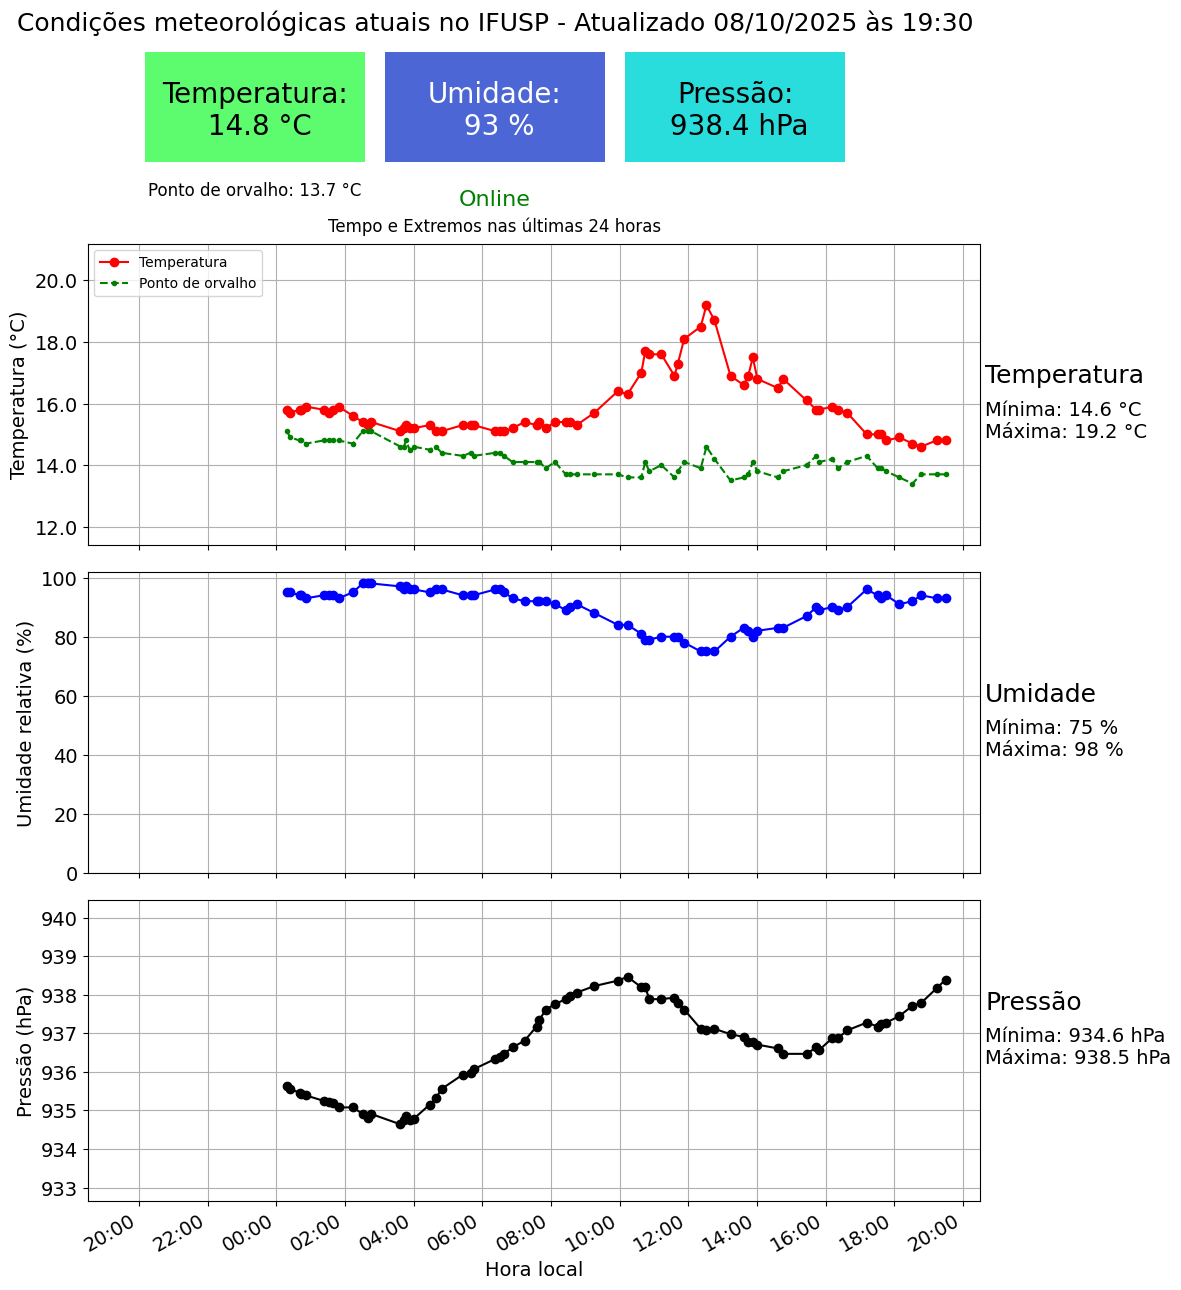 Condições meteorológicas atuais no IFUSP - Atualizado 08/10/2025 às 19:30
Temperatura:
14.8 °C
Umidade:
93 %
Pressão:
938.4 hPa
Ponto de orvalho: 13.7 °C
Online
Tempo e Extremos nas últimas 24 horas
Temperatura
Ponto de orvalho
Temperatura (°C)
20.0
18.0
16.0
14.0
12.0
Temperatura
Mínima: 14.6 °C
Máxima: 19.2 °C
Umidade relativa (%)
100
80
60
40
20
0
Umidade
Mínima: 75 %
Máxima: 98 %
Pressão (hPa)
940
939
938
937
936
935
934
933
Pressão
Mínima: 934.6 hPa
Máxima: 938.5 hPa
20:00 22:00 00:00 02:00 04:00 06:00 08:00 10:00 12:00 14:00 16:00 18:00 20:00
Hora local